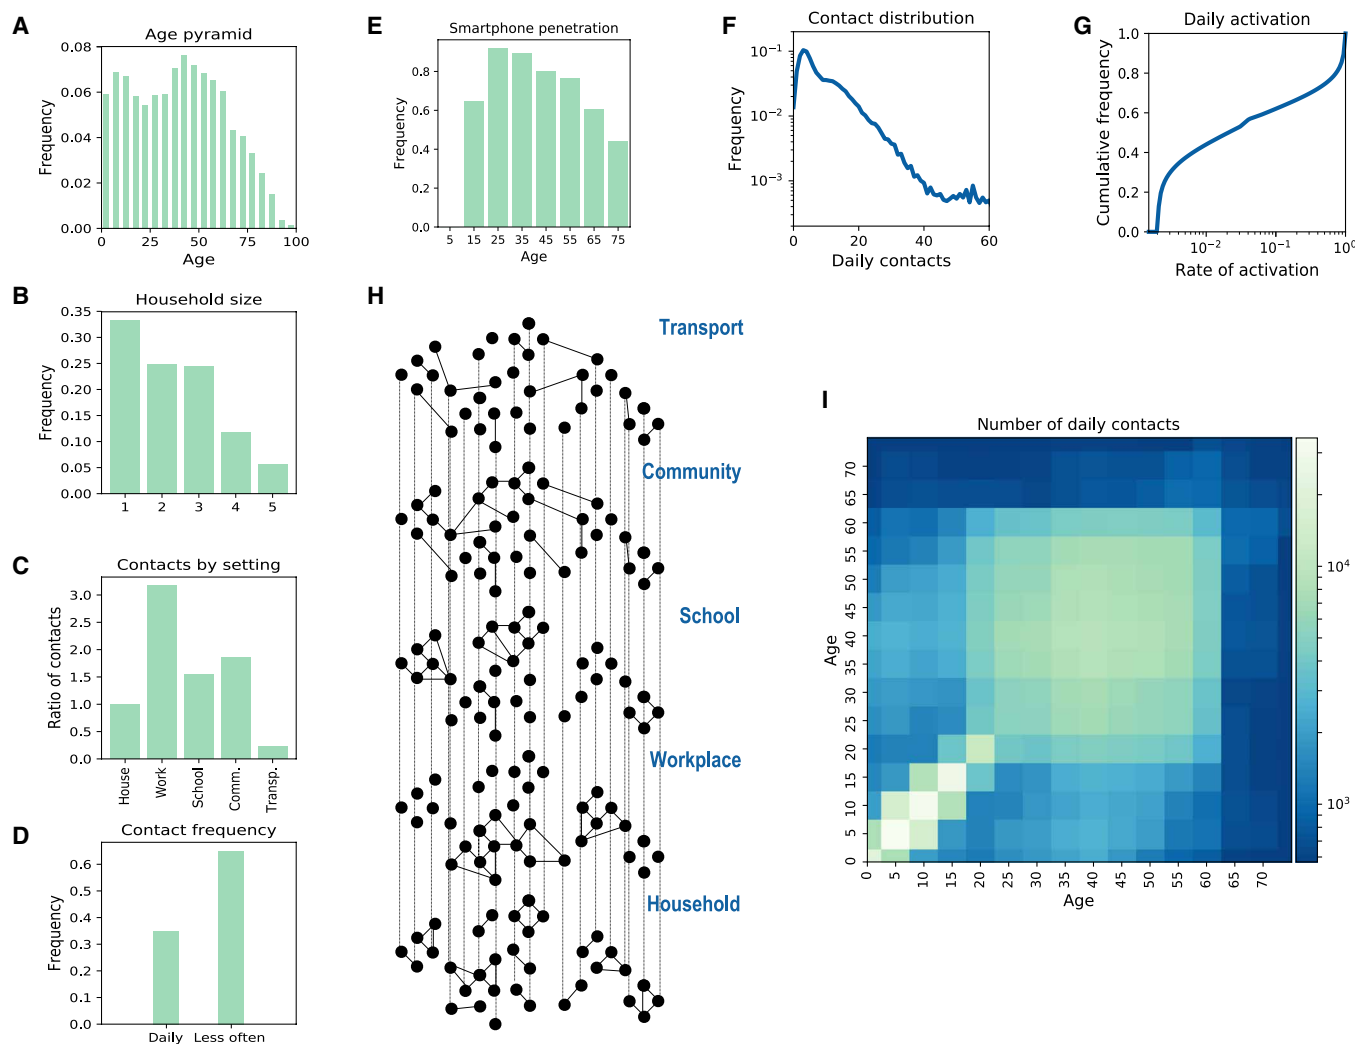 A
Age pyramid
0.08
0.06
0.04
0.02
0.00
Frequency
0
25
50
75
100
Age
B
Household size
0.35
0.30
0.25
0.20
0.15
0.10
0.05
0.00
Frequency
1
2
3
4
5
C
Contacts by setting
3.0
2.5
2.0
1.5
1.0
0.5
0.0
Ratio of contacts
House
Work
School
Comm.
Transp.
D
Contact frequency
0.6
0.5
0.4
0.3
0.2
0.1
0.0
Frequency
Daily
Less often
E
Smartphone penetration
0.8
0.6
0.4
0.2
0.0
Frequency
5
15
25
35
45
55
65
75
Age
F
Contact distribution
10⁻¹
10⁻²
10⁻³
Frequency
0
20
40
60
Daily contacts
G
Daily activation
1.0
0.8
0.6
0.4
0.2
0.0
Cumulative frequency
10⁻²
10⁻¹
10⁰
Rate of activation
H
Transport
Community
School
Workplace
Household
I
Number of daily contacts
70
65
60
55
50
45
40
35
30
25
20
15
10
5
0
Age
0
5
10
15
20
25
30
35
40
45
50
55
60
65
70
Age
10⁴
10³